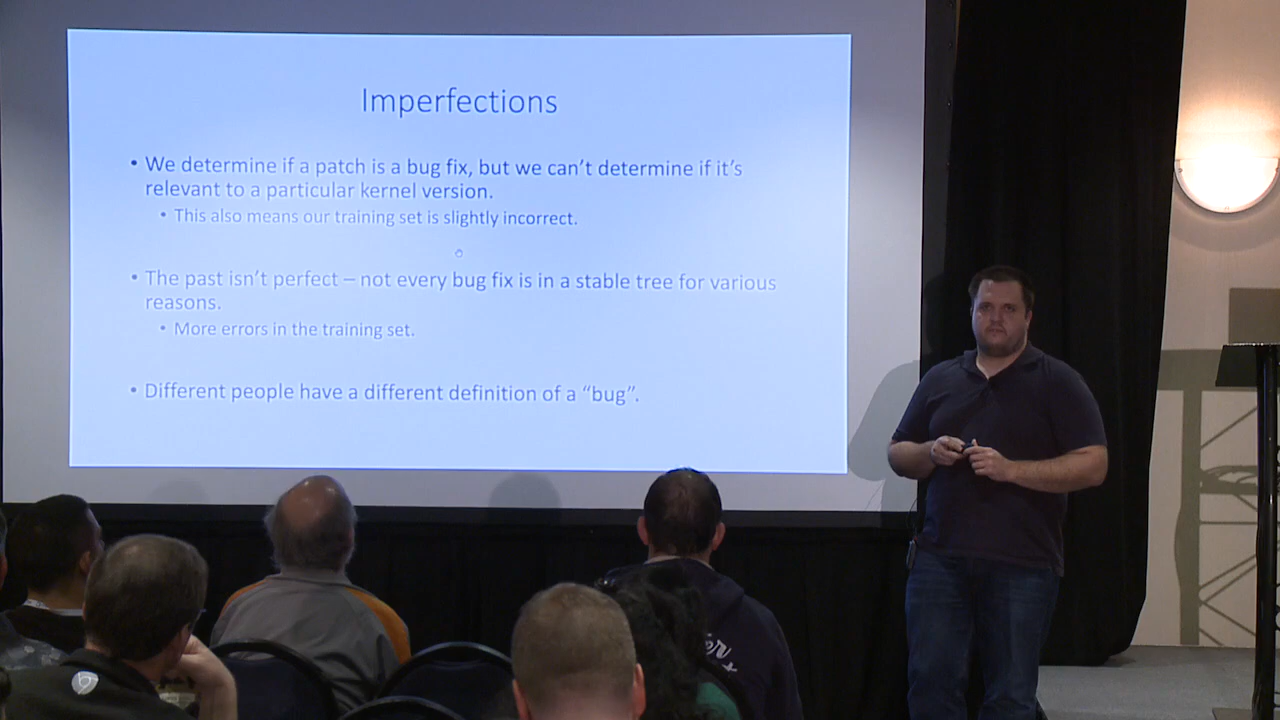 Imperfections
• We determine if a patch is a bug fix, but we can’t determine if it’s
relevant to a particular kernel version.
• This also means our training set is slightly incorrect.
• The past isn’t perfect – not every bug fix is in a stable tree for various
reasons.
• More errors in the training set.
• Different people have a different definition of a “bug”.